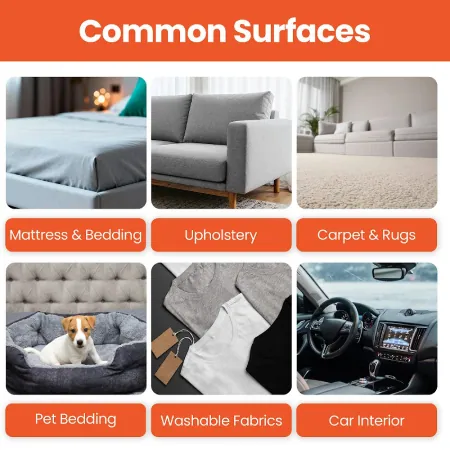 Common Surfaces
Mattress & Bedding
Upholstery
Carpet & Rugs
Pet Bedding
Washable Fabrics
Car Interior